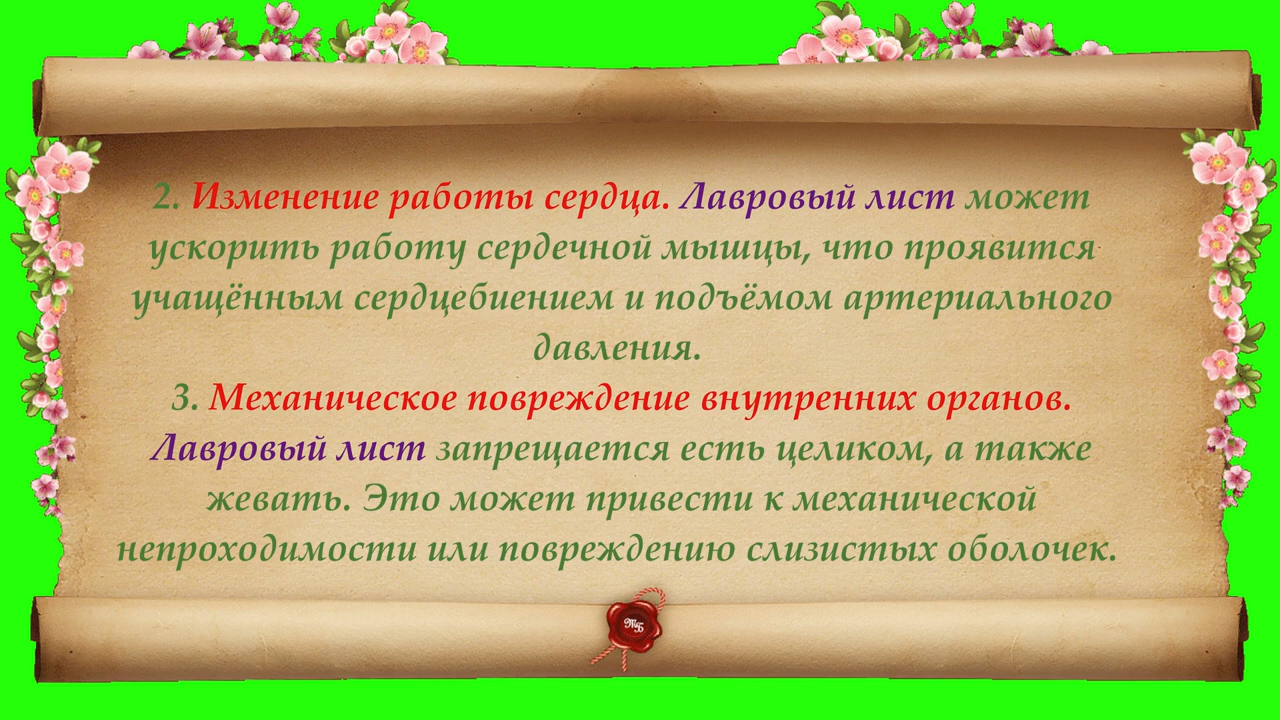 2. Изменение работы сердца. Лавровый лист может
ускорить работу сердечной мышцы, что проявится
учащённым сердцебиением и подъёмом артериального
давления.
3. Механическое повреждение внутренних органов.
Лавровый лист запрещается есть целиком, а также
жевать. Это может привести к механической
непроходимости или повреждению слизистых оболочек.